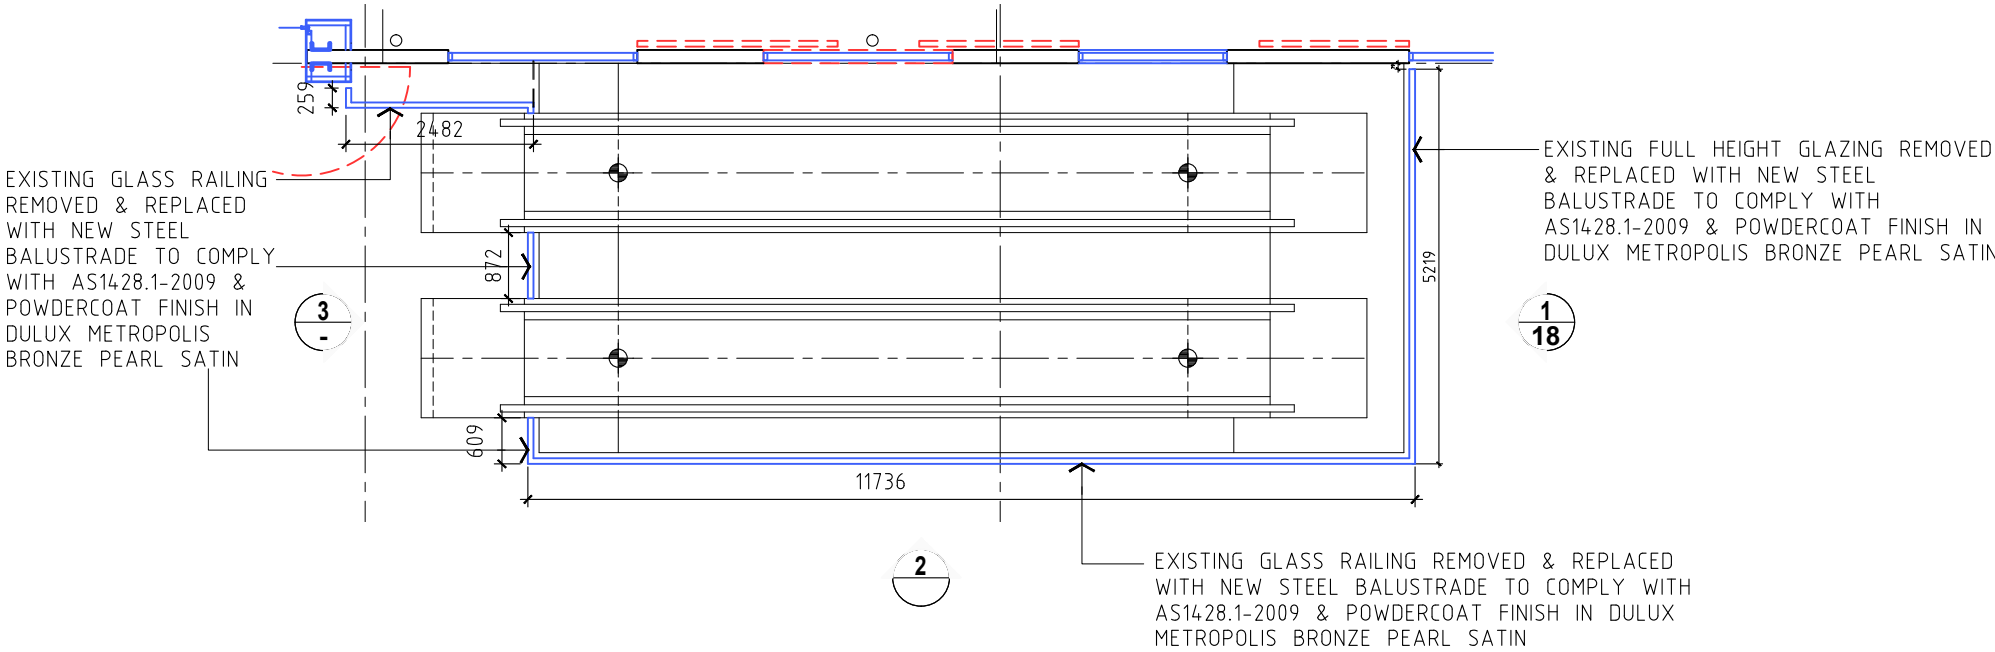 259
2482
EXISTING GLASS RAILING
REMOVED & REPLACED
WITH NEW STEEL
BALUSTRADE TO COMPLY
WITH AS1428.1-2009 &
POWDERCOAT FINISH IN
DULUX METROPOLIS
BRONZE PEARL SATIN
EXISTING FULL HEIGHT GLAZING REMOVED
& REPLACED WITH NEW STEEL
BALUSTRADE TO COMPLY WITH
AS1428.1-2009 & POWDERCOAT FINISH IN
DULUX METROPOLIS BRONZE PEARL SATIN
872
5219
3
-
1
18
609
11736
2
EXISTING GLASS RAILING REMOVED & REPLACED
WITH NEW STEEL BALUSTRADE TO COMPLY WITH
AS1428.1-2009 & POWDERCOAT FINISH IN DULUX
METROPOLIS BRONZE PEARL SATIN